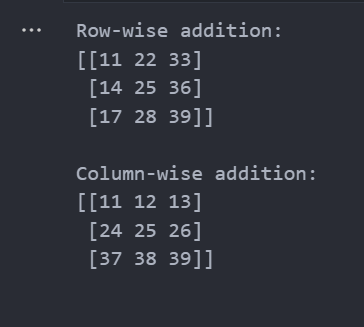 ...
Row-wise addition:
[[11 22 33]
 [14 25 36]
 [17 28 39]]

Column-wise addition:
[[11 12 13]
 [24 25 26]
 [37 38 39]]